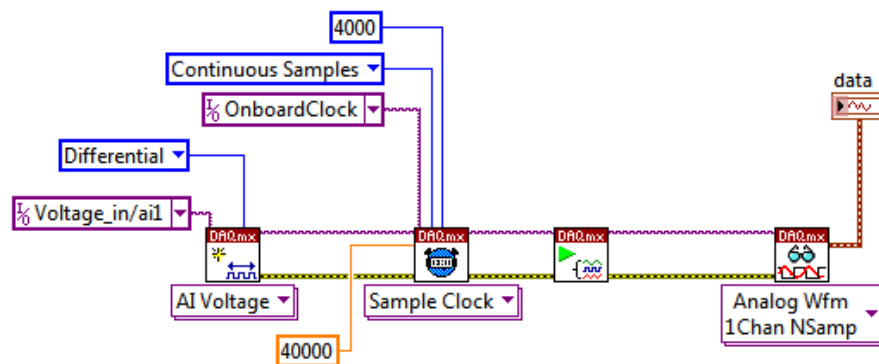 4000
Continuous Samples
data
I/O OnboardClock
Differential
I/O Voltage_in/ai1
DAQmx
DAQmx
DAQmx
DAQmx
AI Voltage
Sample Clock
Analog Wfm
1Chan NSamp
40000